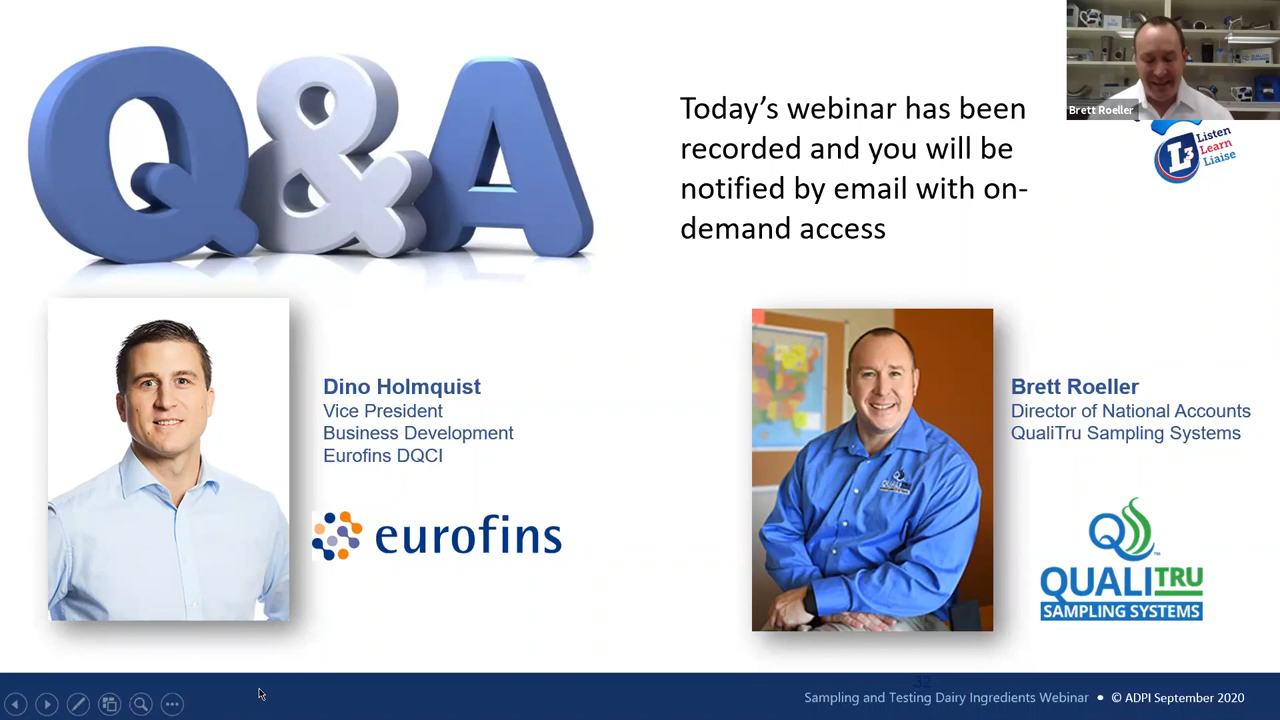 Q&A
Today's webinar has been
recorded and you will be
notified by email with on-
demand access
Brett Roeller
L3
Listen
Learn
Liaise
Dino Holmquist
Vice President
Business Development
Eurofins DQCI
eurofins
Brett Roeller
Director of National Accounts
QualiTru Sampling Systems
QUALITRU
SAMPLING SYSTEMS
32
Sampling and Testing Dairy Ingredients Webinar • © ADPI September 2020